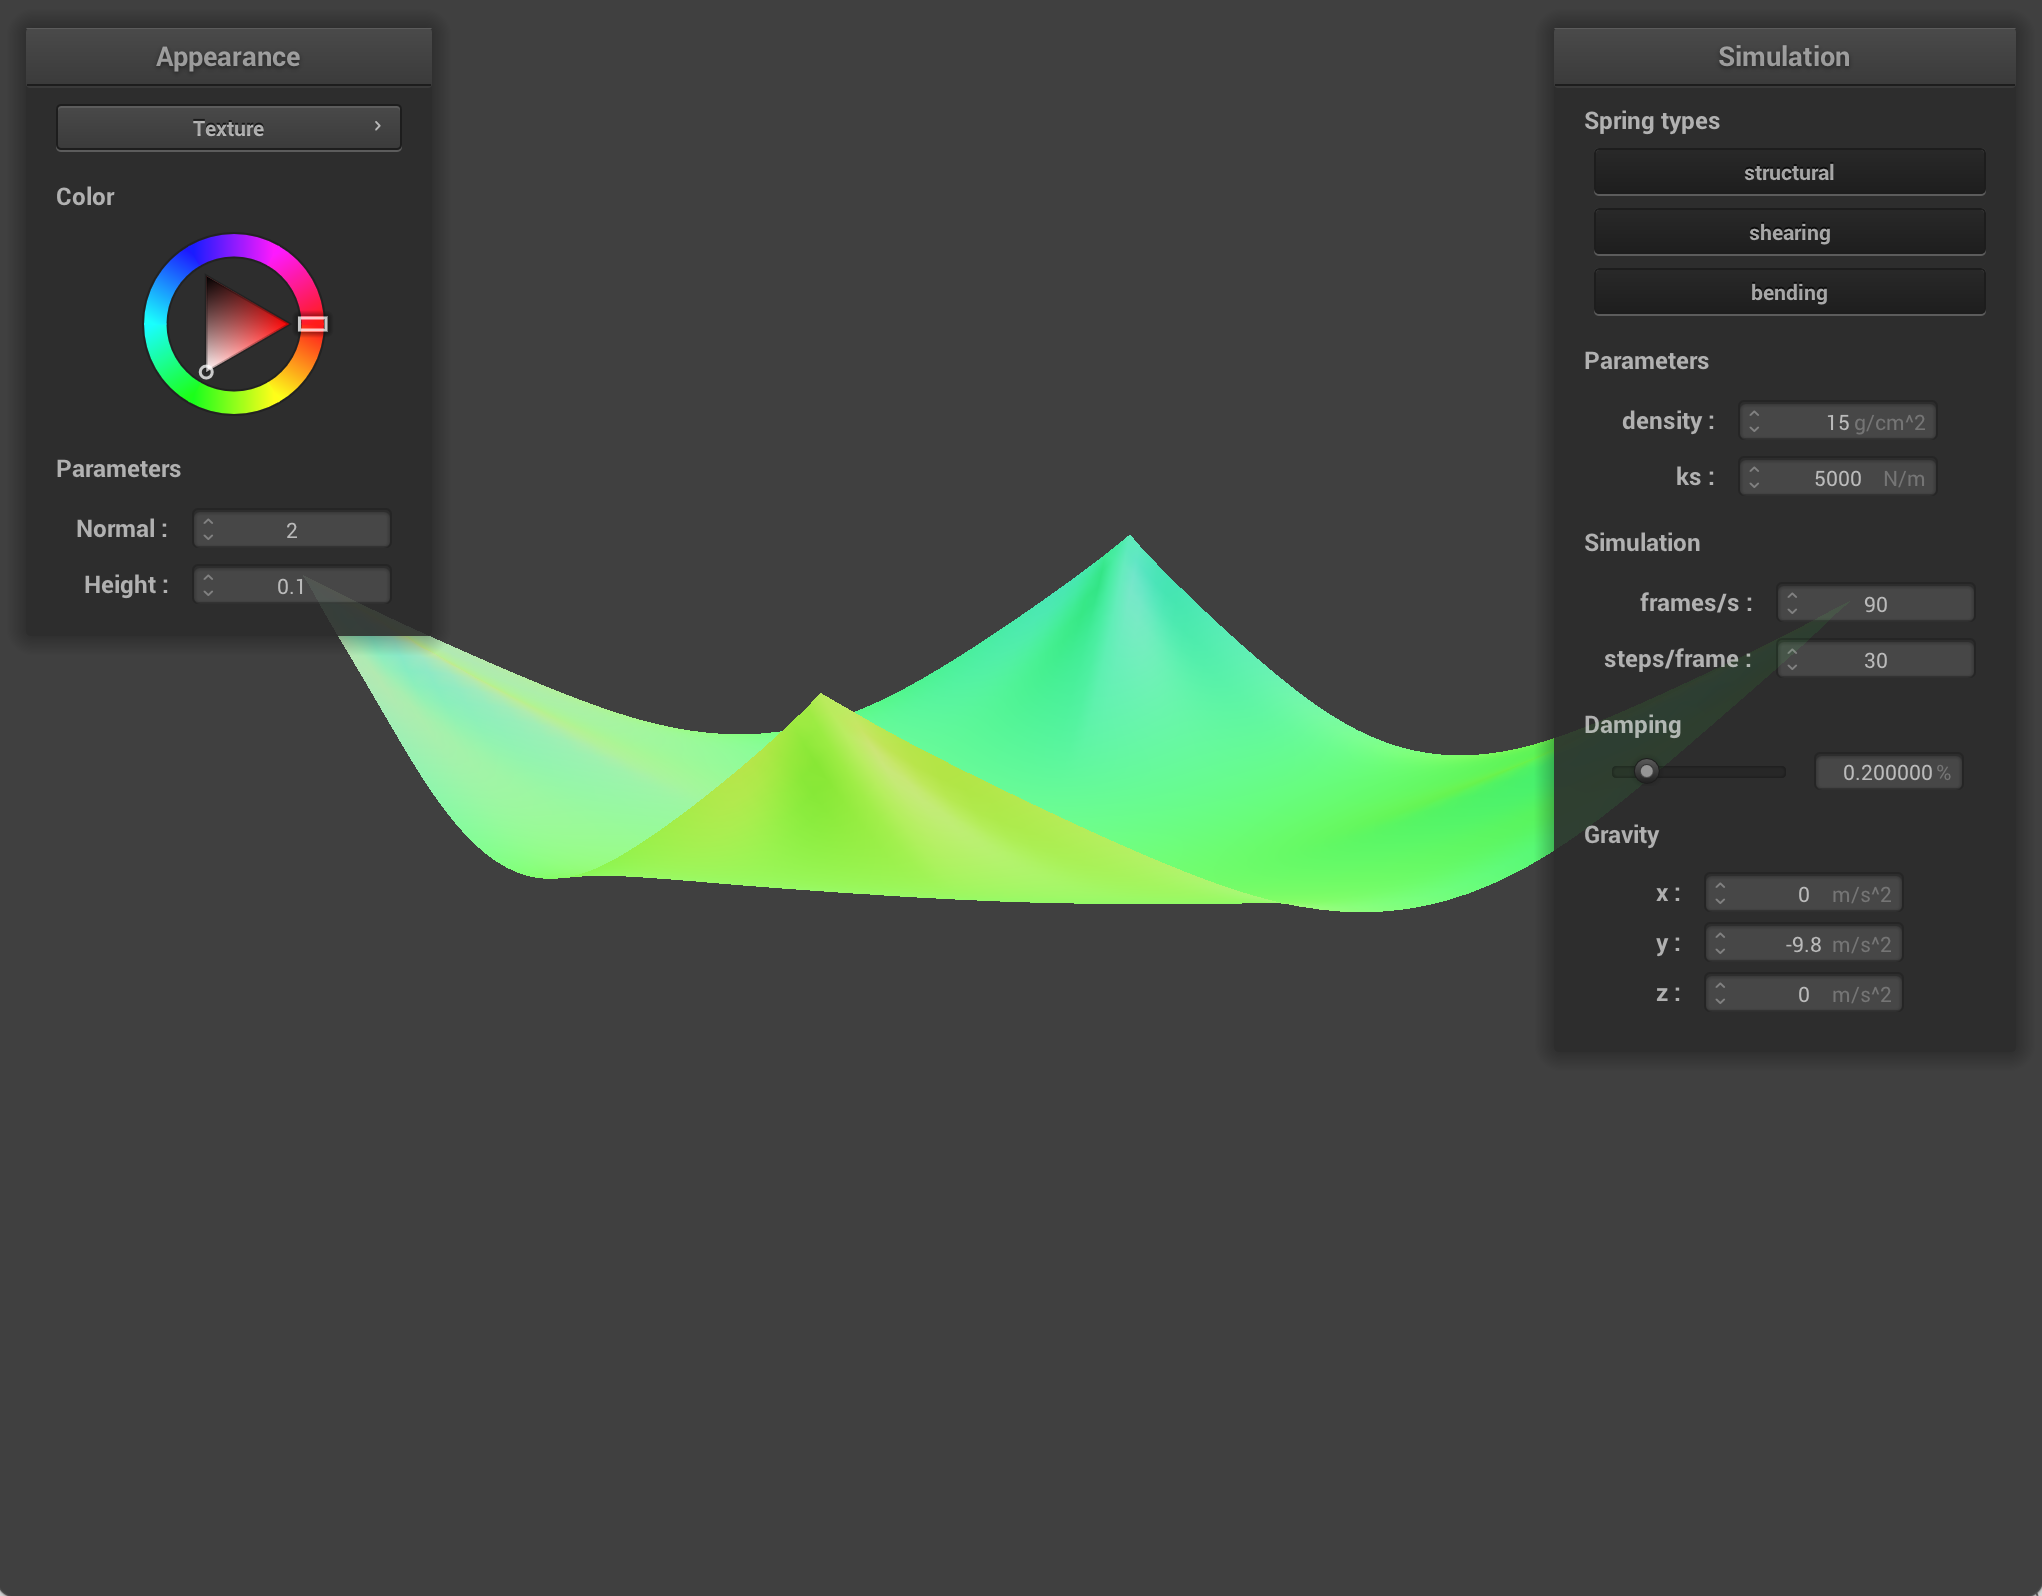 Appearance
Texture
Color
Parameters
Normal : 2
Height : 0.1
Simulation
Spring types
structural
shearing
bending
Parameters
density : 15 g/cm^2
ks : 5000 N/m
Simulation
frames/s : 90
steps/frame : 30
Damping
0.200000 %
Gravity
x : 0 m/s^2
y : -9.8 m/s^2
z : 0 m/s^2